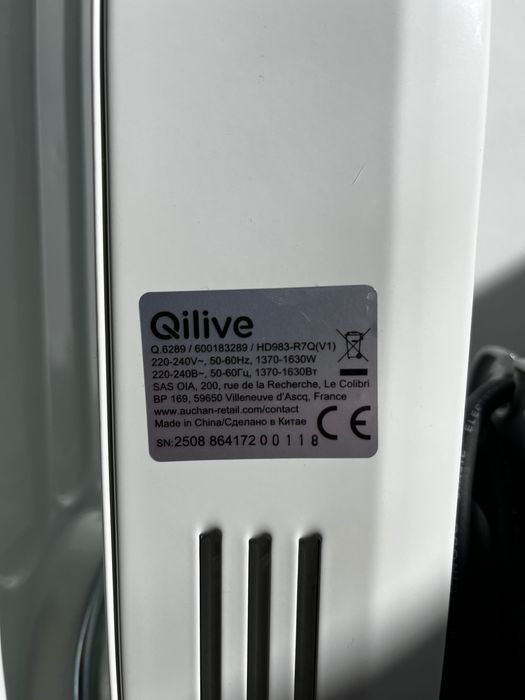 Qilive
Q.6289 / 600183289 / HD983-R7Q(V1)
220-240V~, 50-60Hz, 1370-1630W
220-240В~, 50-60Гц, 1370-1630Вт
SAS OIA, 200, rue de la Recherche, Le Colibri
BP 169, 59650 Villeneuve d'Ascq, France
www.auchan-retail.com/contact
Made in China/Сделано в Китае
CE
SN: 2508 864172 0 0 1 1 8